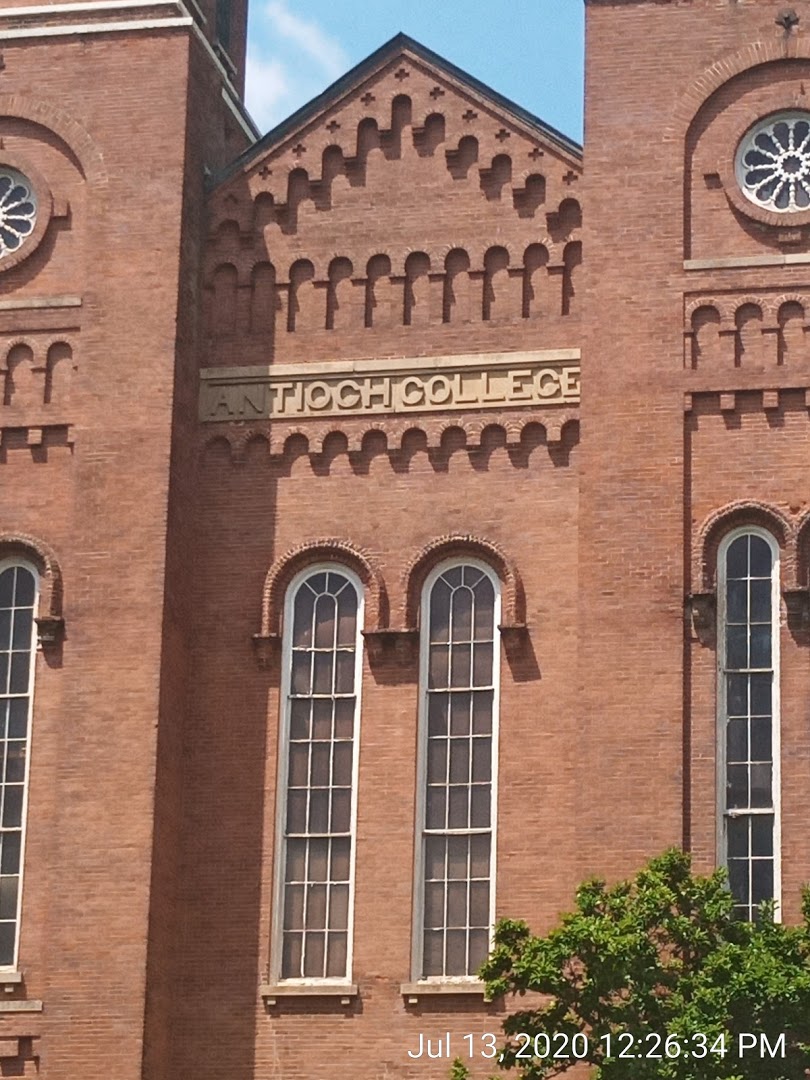 ANTIOCH COLLEGE
Jul 13, 2020 12:26:34 PM